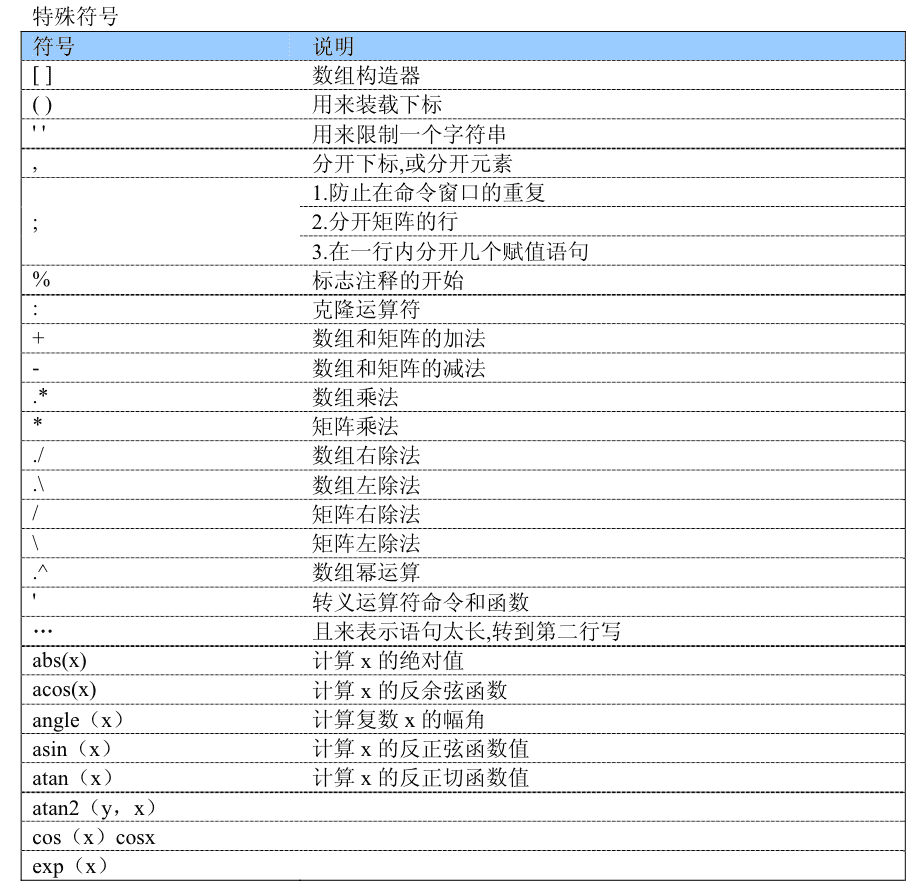 特殊符号
符号 说明
[ ] 数组构造器
( ) 用来装载下标
' ' 用来限制一个字符串
, 分开下标,或分开元素
; 1.防止在命令窗口的重复
2.分开矩阵的行
3.在一行内分开几个赋值语句
% 标志注释的开始
: 克隆运算符
+ 数组和矩阵的加法
- 数组和矩阵的减法
.* 数组乘法
* 矩阵乘法
./ 数组右除法
.\ 数组左除法
/ 矩阵右除法
\ 矩阵左除法
.^ 数组幂运算
' 转义运算符命令和函数
… 且来表示语句太长,转到第二行写
abs(x) 计算 x 的绝对值
acos(x) 计算 x 的反余弦函数
angle（x） 计算复数 x 的幅角
asin（x） 计算 x 的反正弦函数值
atan（x） 计算 x 的反正切函数值
atan2（y，x）
cos（x）cosx
exp（x）